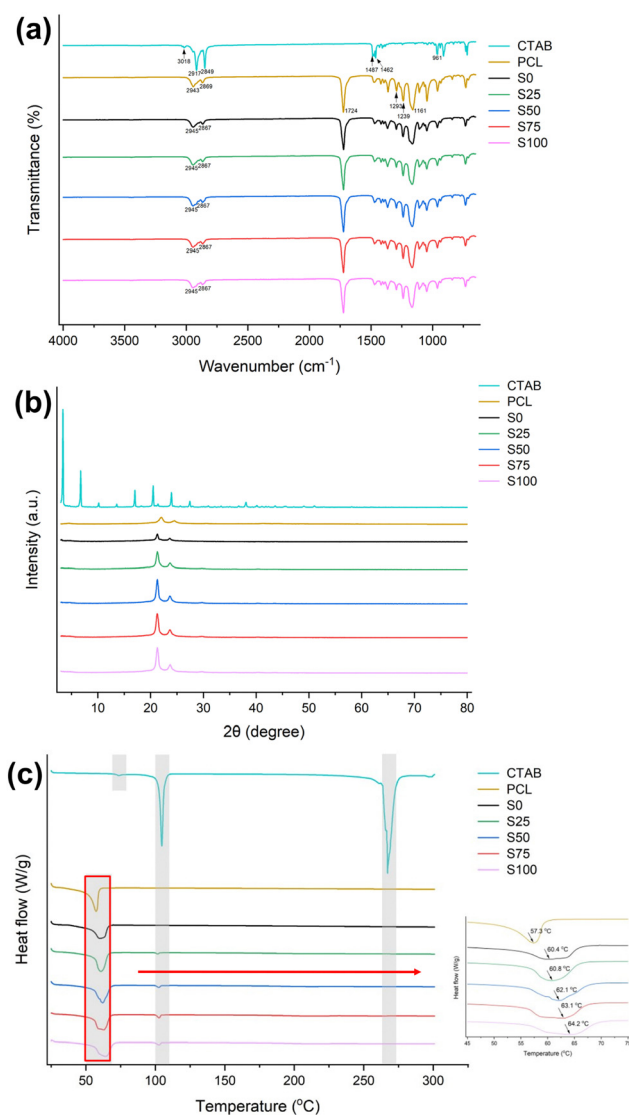 (a)
CTAB
PCL
S0
S25
S50
S75
S100
3018
2917
2849
1487
1462
961
2943
2869
1724
1293
1239
1161
2945
2867
2945
2867
2945
2867
2945
2867
2945
2867
Transmittance (%)
4000 3500 3000 2500 2000 1500 1000
Wavenumber (cm⁻¹)
(b)
CTAB
PCL
S0
S25
S50
S75
S100
Intensity (a.u.)
10 20 30 40 50 60 70 80
2θ (degree)
(c)
CTAB
PCL
S0
S25
S50
S75
S100
Heat flow (W/g)
50 100 150 200 250 300
Temperature (°C)
57.3 °C
60.4 °C
60.8 °C
62.1 °C
63.1 °C
64.2 °C
Heat flow (W/g)
45 50 55 60 65 70 75
Temperature (°C)